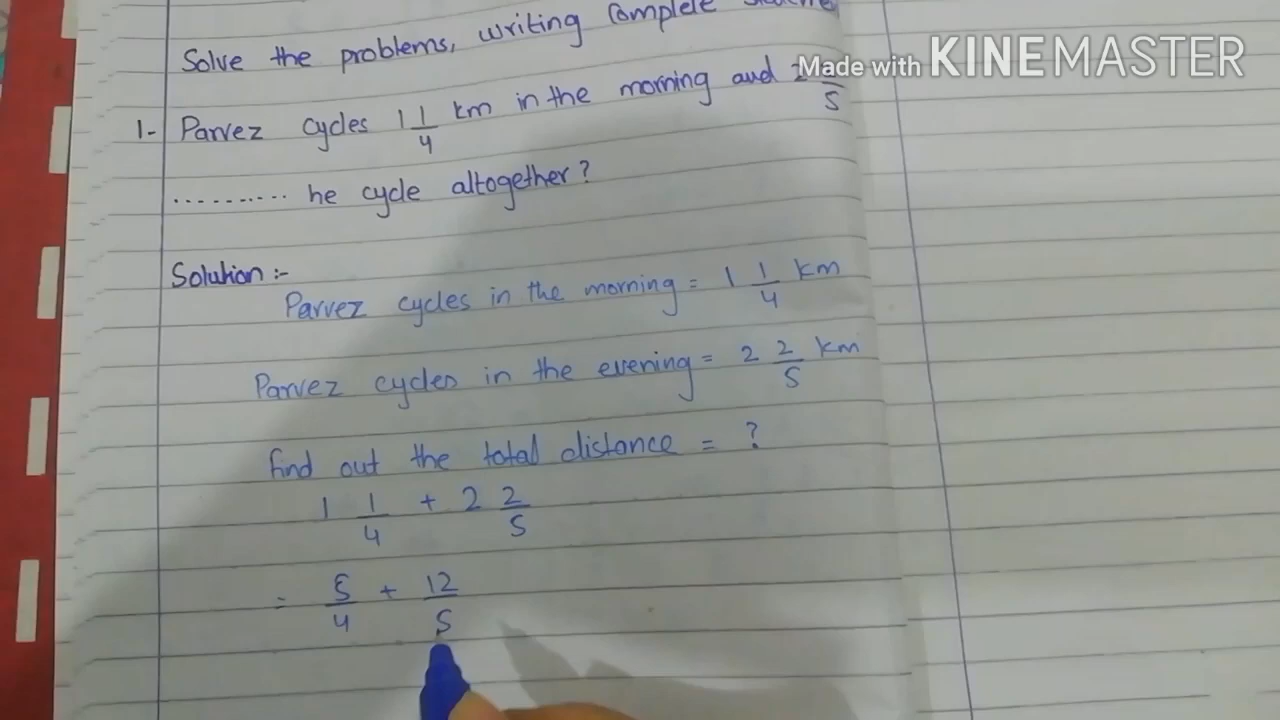 Solve the problems, writing Complete
Made with KINEMASTER
1- Parvez cycles 1 1/4 km in the morning and 2 /5
........... he cycle altogether?
Solution :-
Parvez cycles in the morning = 1 1/4 km
Parvez cycles in the evening = 2 2/5 km
find out the total distance = ?
1 1/4 + 2 2/5
= 5/4 + 12/5